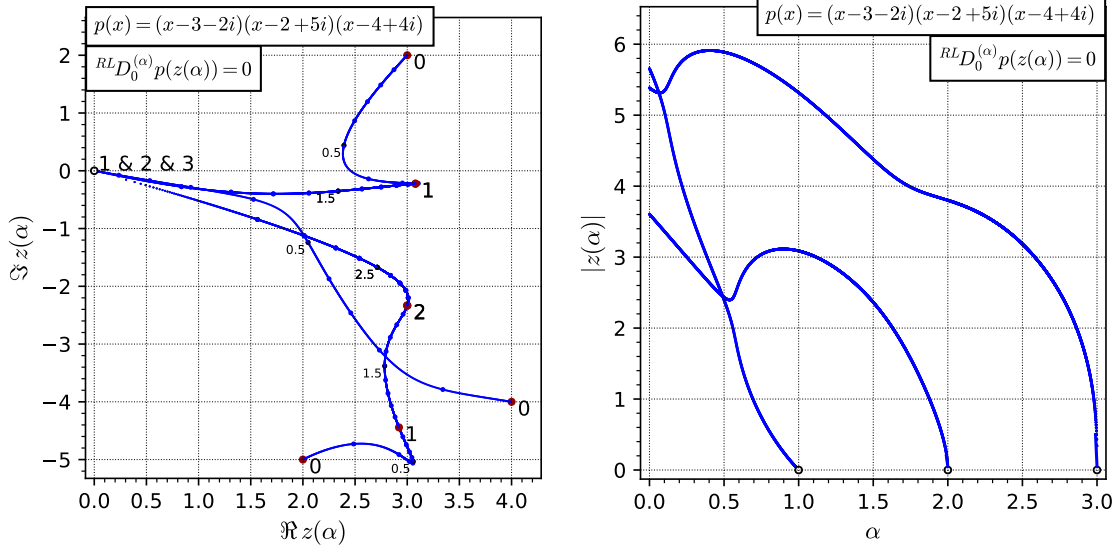 p(x)=(x−3−2i)(x−2+5i)(x−4+4i)
ᴿᴸD₀⁽ᵅ⁾p(z(α))=0
2
1
0
−1
−2
−3
−4
−5
ℑ z(α)
0
0.5
1 & 2 & 3
1.5
1
0.5
2.5
2
1.5
0
1
0.5
0
0.0 0.5 1.0 1.5 2.0 2.5 3.0 3.5 4.0
ℜ z(α)
p(x)=(x−3−2i)(x−2+5i)(x−4+4i)
ᴿᴸD₀⁽ᵅ⁾p(z(α))=0
6
5
4
3
2
1
0
|z(α)|
0.0 0.5 1.0 1.5 2.0 2.5 3.0
α